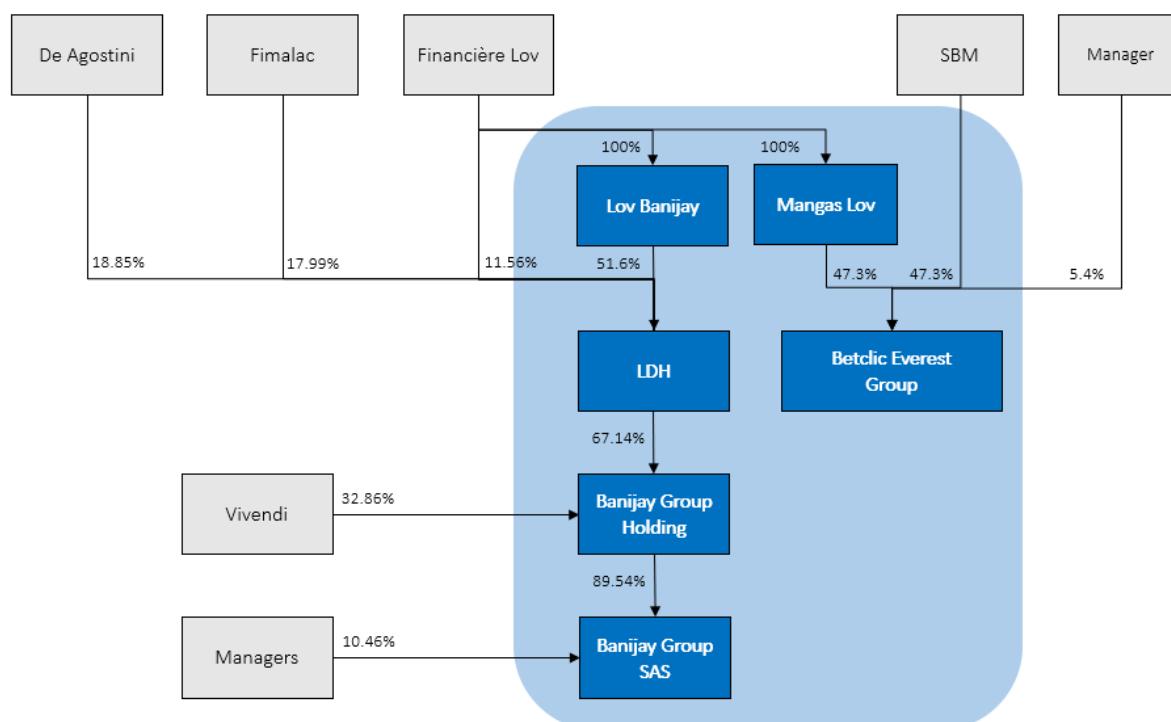 De Agostini
Fimalac
Financière Lov
SBM
Manager
100%
100%
Lov Banijay
Mangas Lov
18.85%
17.99%
11.56%
51.6%
47.3%
47.3%
5.4%
LDH
Betclic Everest
Group
67.14%
Vivendi
32.86%
Banijay Group
Holding
89.54%
Managers
10.46%
Banijay Group
SAS